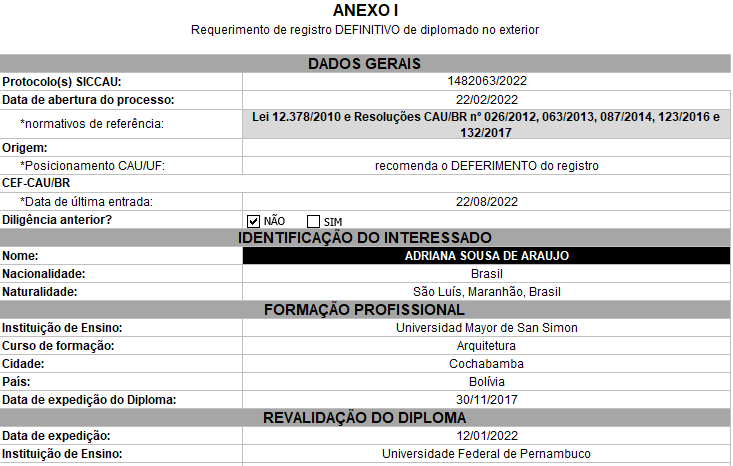 ANEXO I
Requerimento de registro DEFINITIVO de diplomado no exterior
DADOS GERAIS
Protocolo(s) SICCAU: 1482063/2022
Data de abertura do processo: 22/02/2022
*normativos de referência: Lei 12.378/2010 e Resoluções CAU/BR nº 026/2012, 063/2013, 087/2014, 123/2016 e
132/2017
Origem:
*Posicionamento CAU/UF: recomenda o DEFERIMENTO do registro
CEF-CAU/BR
*Data de última entrada: 22/08/2022
Diligência anterior? NÃO SIM
IDENTIFICAÇÃO DO INTERESSADO
Nome: ADRIANA SOUSA DE ARAUJO
Nacionalidade: Brasil
Naturalidade: São Luís, Maranhão, Brasil
FORMAÇÃO PROFISSIONAL
Instituição de Ensino: Universidad Mayor de San Simon
Curso de formação: Arquitetura
Cidade: Cochabamba
País: Bolívia
Data de expedição do Diploma: 30/11/2017
REVALIDAÇÃO DO DIPLOMA
Data de expedição: 12/01/2022
Instituição de Ensino: Universidade Federal de Pernambuco